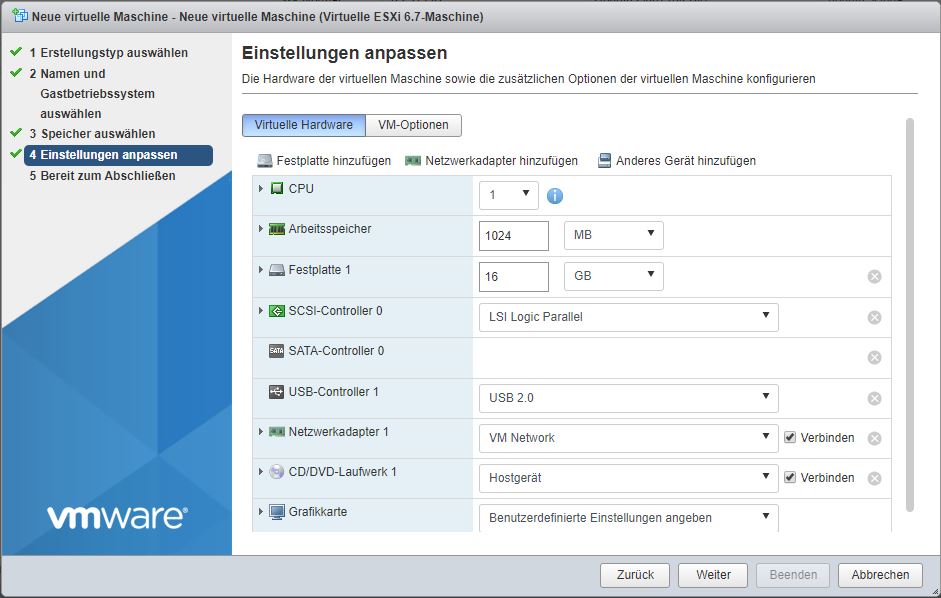 Neue virtuelle Maschine - Neue virtuelle Maschine (Virtuelle ESXi 6.7-Maschine)
1 Erstellungstyp auswählen
2 Namen und
Gastbetriebssystem
auswählen
3 Speicher auswählen
4 Einstellungen anpassen
5 Bereit zum Abschließen
vmware®
Einstellungen anpassen
Die Hardware der virtuellen Maschine sowie die zusätzlichen Optionen der virtuellen Maschine konfigurieren
Virtuelle Hardware VM-Optionen
Festplatte hinzufügen Netzwerkadapter hinzufügen Anderes Gerät hinzufügen
CPU 1
Arbeitsspeicher 1024 MB
Festplatte 1 16 GB
SCSI-Controller 0 LSI Logic Parallel
SATA SATA-Controller 0
USB-Controller 1 USB 2.0
Netzwerkadapter 1 VM Network Verbinden
CD/DVD-Laufwerk 1 Hostgerät Verbinden
Grafikkarte Benutzerdefinierte Einstellungen angeben
Zurück Weiter Beenden Abbrechen